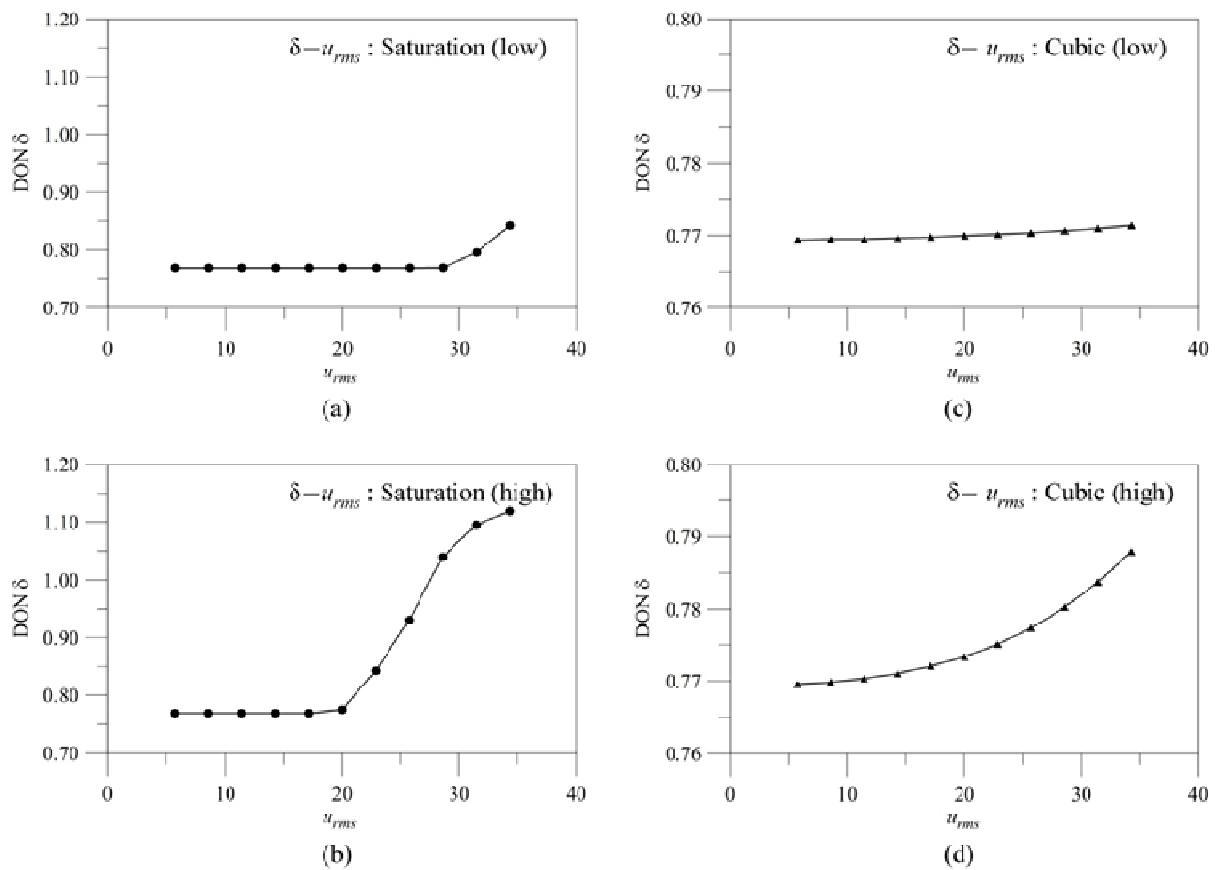 δ–u_rms : Saturation (low)
1.20
1.10
1.00
0.90
0.80
0.70
DON δ
0 10 20 30 40
u_rms
(a)
δ– u_rms : Cubic (low)
0.80
0.79
0.78
0.77
0.76
DON δ
0 10 20 30 40
u_rms
(c)
δ–u_rms : Saturation (high)
1.20
1.10
1.00
0.90
0.80
0.70
DON δ
0 10 20 30 40
u_rms
(b)
δ– u_rms : Cubic (high)
0.80
0.79
0.78
0.77
0.76
DON δ
0 10 20 30 40
u_rms
(d)